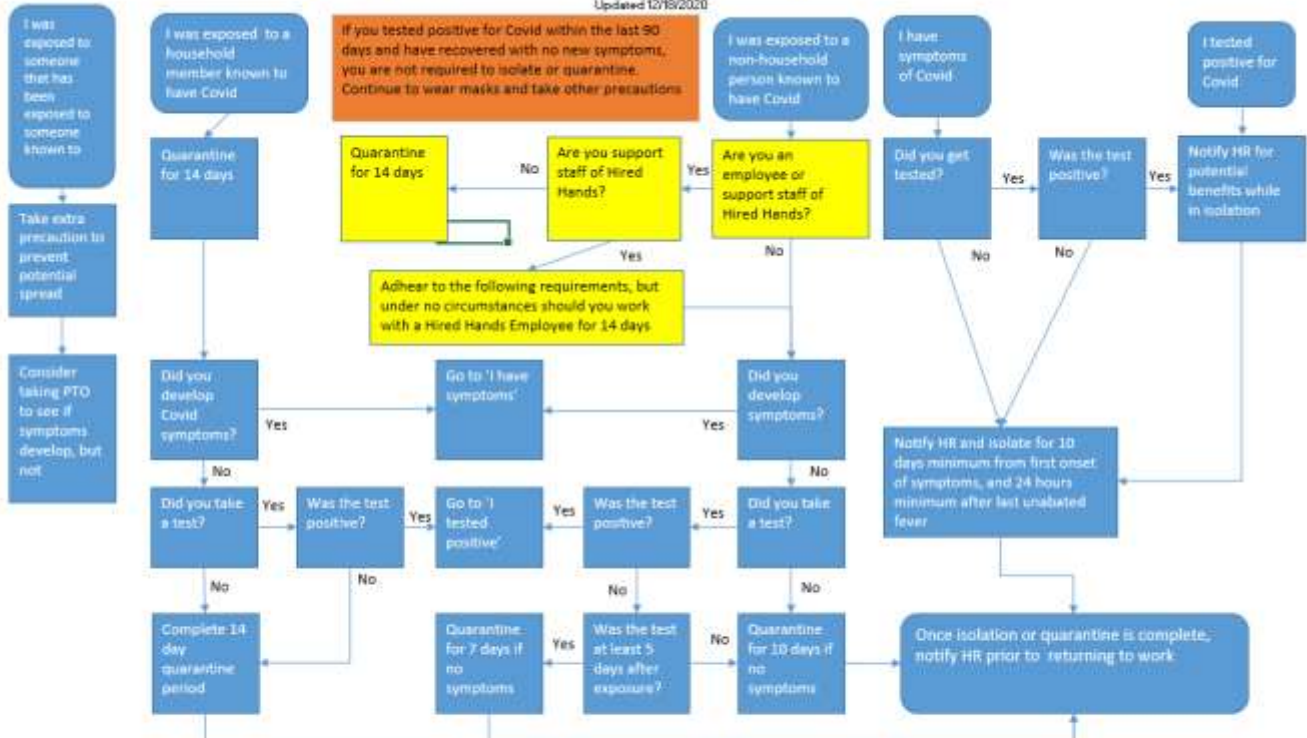 Updated 12/18/2020
I was
exposed to
someone
that has
been
exposed to
someone
known to
I was exposed to a
household
member known to
have Covid
If you tested positive for Covid within the last 90
days and have recovered with no new symptoms,
you are not required to isolate or quarantine.
Continue to wear masks and take other precautions
I was exposed to a
non-household
person known to
have Covid
I have
symptoms
of Covid
I tested
positive for
Covid
Quarantine
for 14 days
Quarantine
for 14 days
No
Are you support
staff of Hired
Hands?
Yes
Are you an
employee or
support staff of
Hired Hands?
Did you get
tested?
Yes
Was the test
positive?
Yes
Notify HR for
potential
benefits while
in isolation
Take extra
precaution to
prevent
potential
spread
Yes
No
No
No
Adhear to the following requirements, but
under no circumstances should you work
with a Hired Hands Employee for 14 days
Consider
taking PTO
to see if
symptoms
develop, but
not
Did you
develop
Covid
symptoms?
Yes
Go to 'I have
symptoms'
Yes
Did you
develop
symptoms?
Notify HR and isolate for 10
days minimum from first onset
of symptoms, and 24 hours
minimum after last unabated
fever
No
No
Did you take
a test?
Yes
Was the test
positive?
Yes
Go to 'I
tested
positive'
Yes
Was the test
positive?
Yes
Did you take
a test?
No
No
No
No
Complete 14
day
quarantine
period
Quarantine
for 7 days if
no
symptoms
Yes
Was the test
at least 5
days after
exposure?
No
Quarantine
for 10 days if
no
symptoms
Once isolation or quarantine is complete,
notify HR prior to returning to work